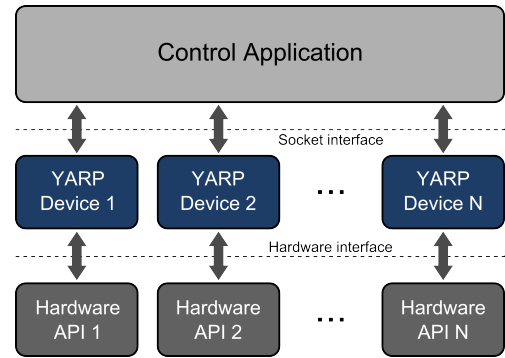 Control Application
Socket interface
YARP
Device 1
YARP
Device 2
...
YARP
Device N
Hardware interface
Hardware
API 1
Hardware
API 2
...
Hardware
API N